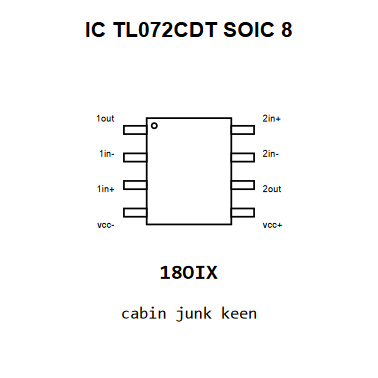 IC TL072CDT SOIC 8
1out 2in+
1in- 2in-
1in+ 2out
vcc- vcc+
18OIX
cabin junk keen